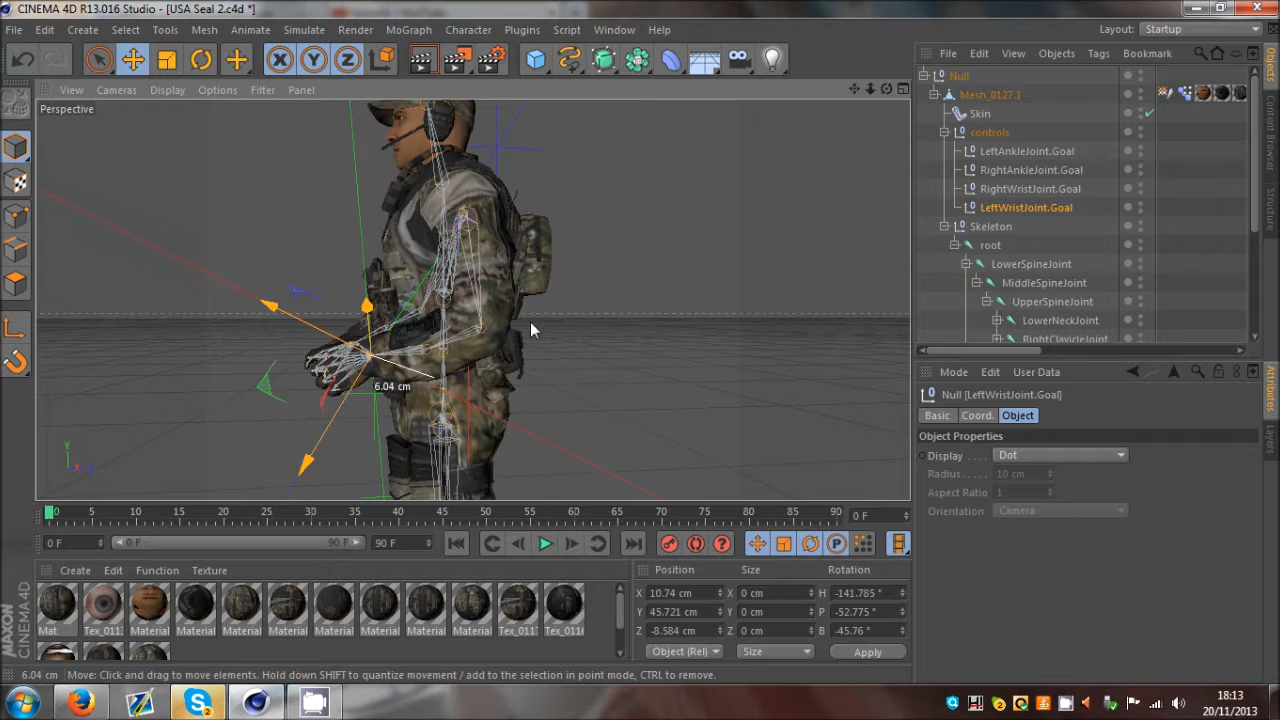 CINEMA 4D R13.016 Studio - [USA Seal 2.c4d *]
File Edit Create Select Tools Mesh Animate Simulate Render MoGraph Character Plugins Script Window Help
Layout: Startup
File Edit View Objects Tags Bookmark
View Cameras Display Options Filter Panel
Perspective
6.04 cm
Y
X
Z
Null
Mesh_0127.1
Skin
controls
LeftAnkleJoint.Goal
RightAnkleJoint.Goal
RightWristJoint.Goal
LeftWristJoint.Goal
Skeleton
root
LowerSpineJoint
MiddleSpineJoint
UpperSpineJoint
LowerNeckJoint
RightClavicleJoint
Objects
Content Browser
Structure
Mode Edit User Data
Null [LeftWristJoint.Goal]
Basic Coord. Object
Object Properties
Display Dot
Radius 10 cm
Aspect Ratio 1
Orientation Camera
Attributes
Layers
0 5 10 15 20 25 30 35 40 45 50 55 60 65 70 75 80 85 90 0 F
0 F 0 F 90 F 90 F
Create Edit Function Texture
Mat Tex_011 Material Material Material Material Material Material Material Material Tex_011 Tex_011
Position Size Rotation
X 10.74 cm X 0 cm H -141.785 °
Y 45.721 cm Y 0 cm P -52.775 °
Z -8.584 cm Z 0 cm B -45.76 °
Object (Rel) Size Apply
MAXON CINEMA 4D
6.04 cm Move: Click and drag to move elements. Hold down SHIFT to quantize movement / add to the selection in point mode, CTRL to remove.
18:13
20/11/2013